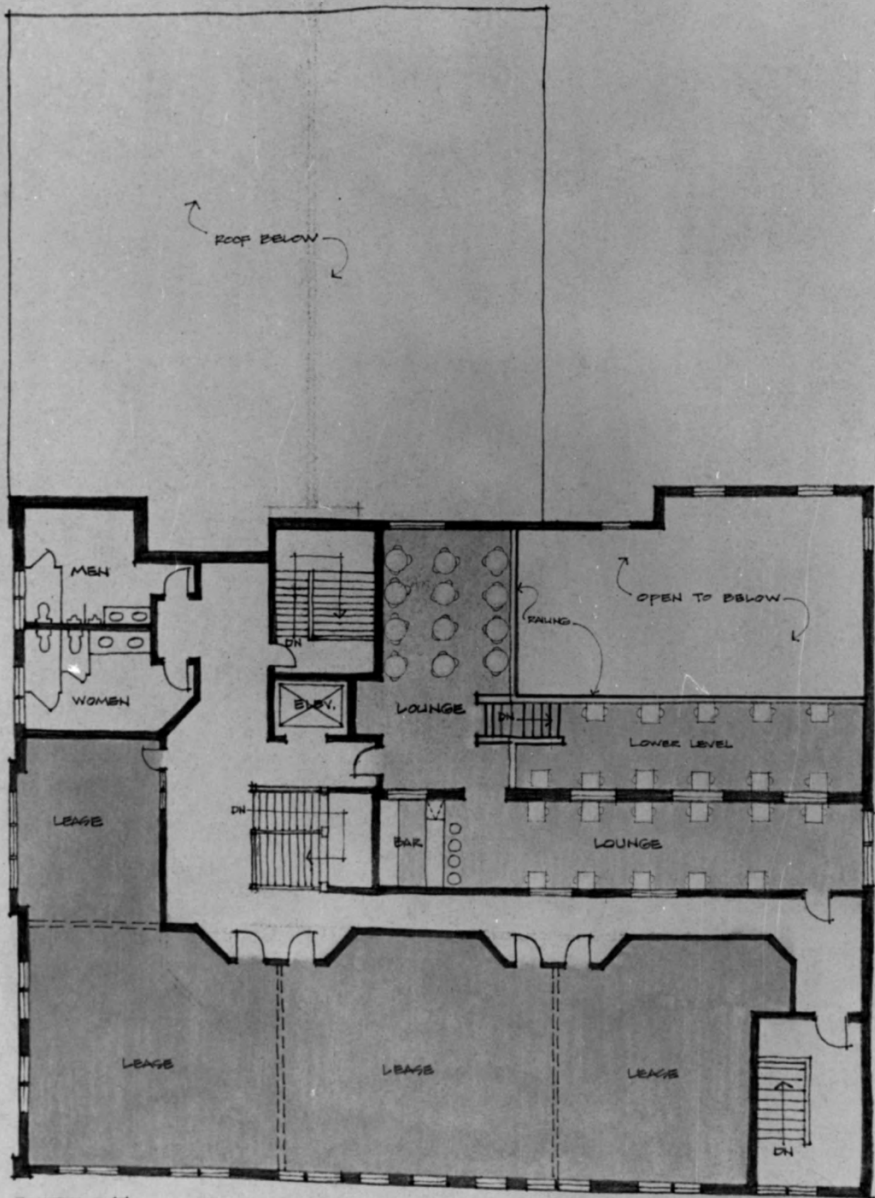 ROOF BELOW
MEN
OPEN TO BELOW
RAILING
DN
WOMEN
ELEV.
LOUNGE
DN
LOWER LEVEL
DN
LEASE
BAR
LOUNGE
LEASE
LEASE
LEASE
DN